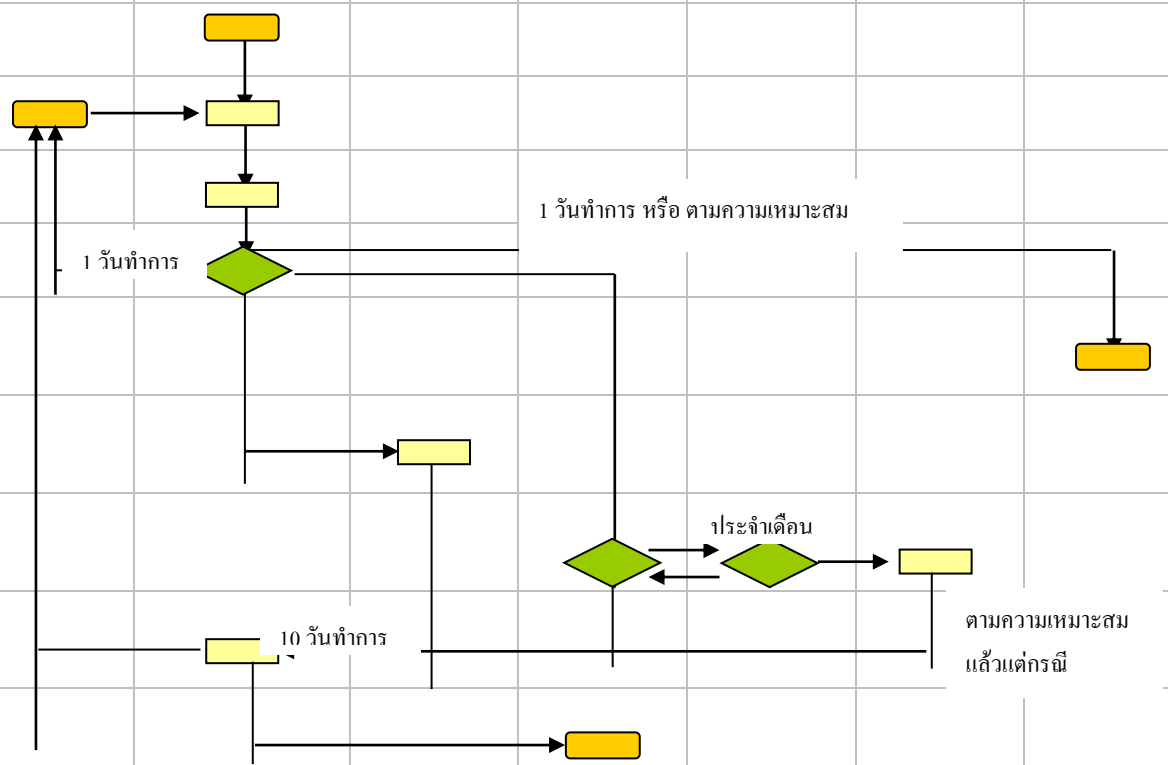 1 วันทำการ หรือ ตามความเหมาะสม
1 วันทำการ
ประจำเดือน
10 วันทำการ
ตามความเหมาะสม
แล้วแต่กรณี